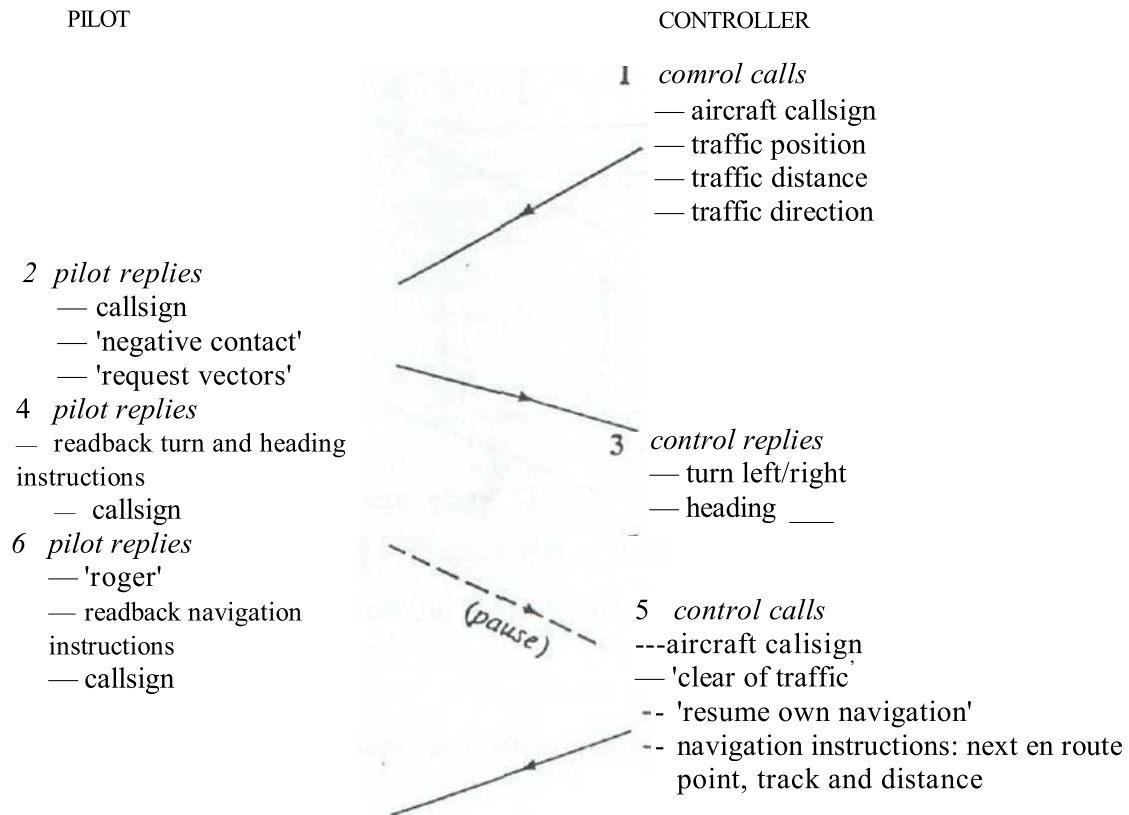 PILOT
CONTROLLER
1 comrol calls
— aircraft callsign
— traffic position
— traffic distance
— traffic direction
2 pilot replies
— callsign
— 'negative contact'
— 'request vectors'
3 control replies
— turn left/right
— heading ___
4 pilot replies
— readback turn and heading
instructions
— callsign
(pause)
5 control calls
---aircraft calisign
— 'clear of traffic'
-- 'resume own navigation'
-- navigation instructions: next en route
point, track and distance
6 pilot replies
— 'roger'
— readback navigation
instructions
— callsign